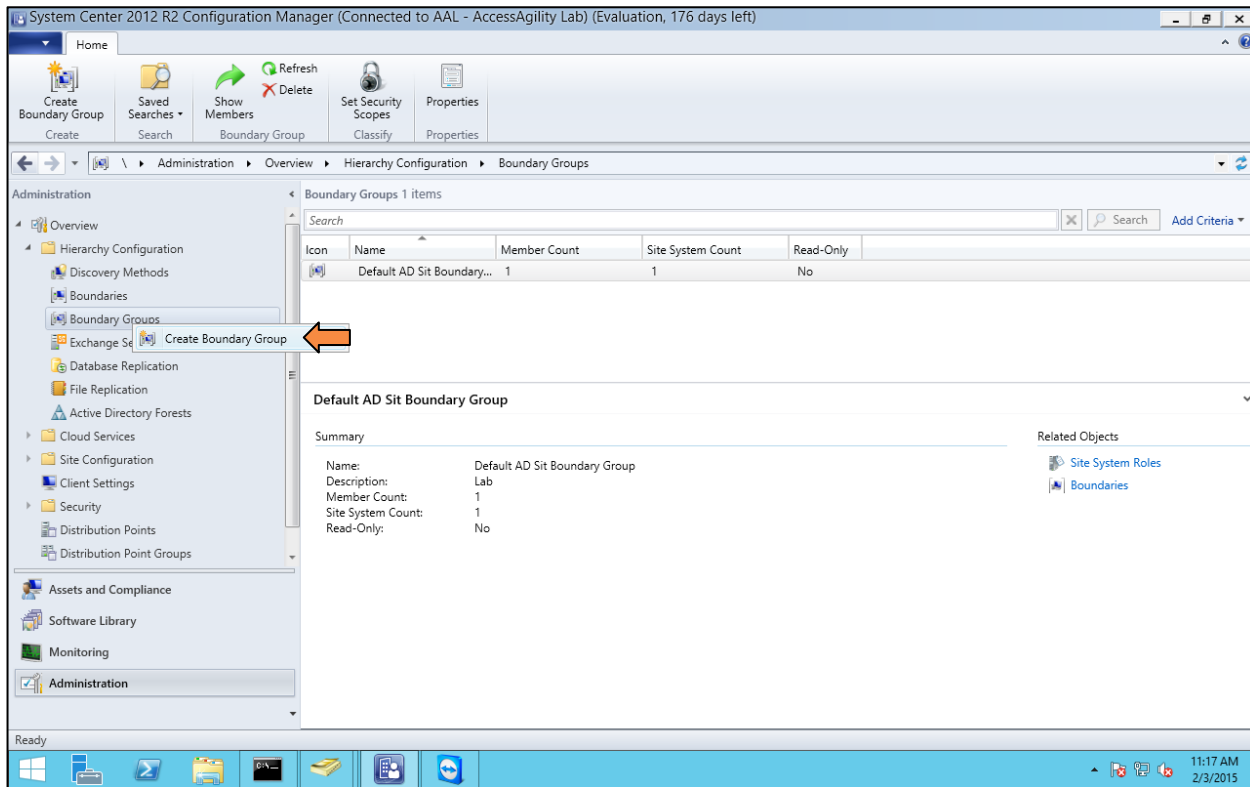 System Center 2012 R2 Configuration Manager (Connected to AAL - AccessAgility Lab) (Evaluation, 176 days left)
Home
Create Boundary Group
Saved Searches
Show Members
Refresh
Delete
Set Security Scopes
Properties
Create
Search
Boundary Group
Classify
Properties
\ Administration Overview Hierarchy Configuration Boundary Groups
Administration
Overview
Hierarchy Configuration
Discovery Methods
Boundaries
Boundary Groups
Create Boundary Group
Exchange Se
Database Replication
File Replication
Active Directory Forests
Cloud Services
Site Configuration
Client Settings
Security
Distribution Points
Distribution Point Groups
Assets and Compliance
Software Library
Monitoring
Administration
Boundary Groups 1 items
Search
Search
Add Criteria
Icon Name Member Count Site System Count Read-Only
Default AD Sit Boundary... 1 1 No
Default AD Sit Boundary Group
Summary
Name: Default AD Sit Boundary Group
Description: Lab
Member Count: 1
Site System Count: 1
Read-Only: No
Related Objects
Site System Roles
Boundaries
Ready
11:17 AM
2/3/2015